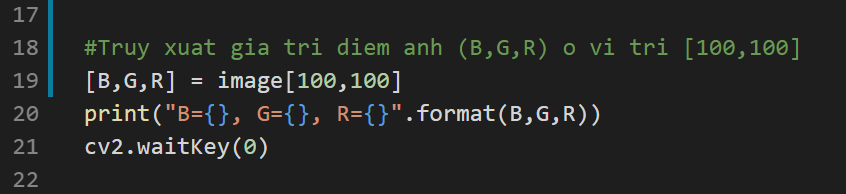 17
18 #Truy xuat gia tri diem anh (B,G,R) o vi tri [100,100]
19 [B,G,R] = image[100,100]
20 print("B={}, G={}, R={}".format(B,G,R))
21 cv2.waitKey(0)
22